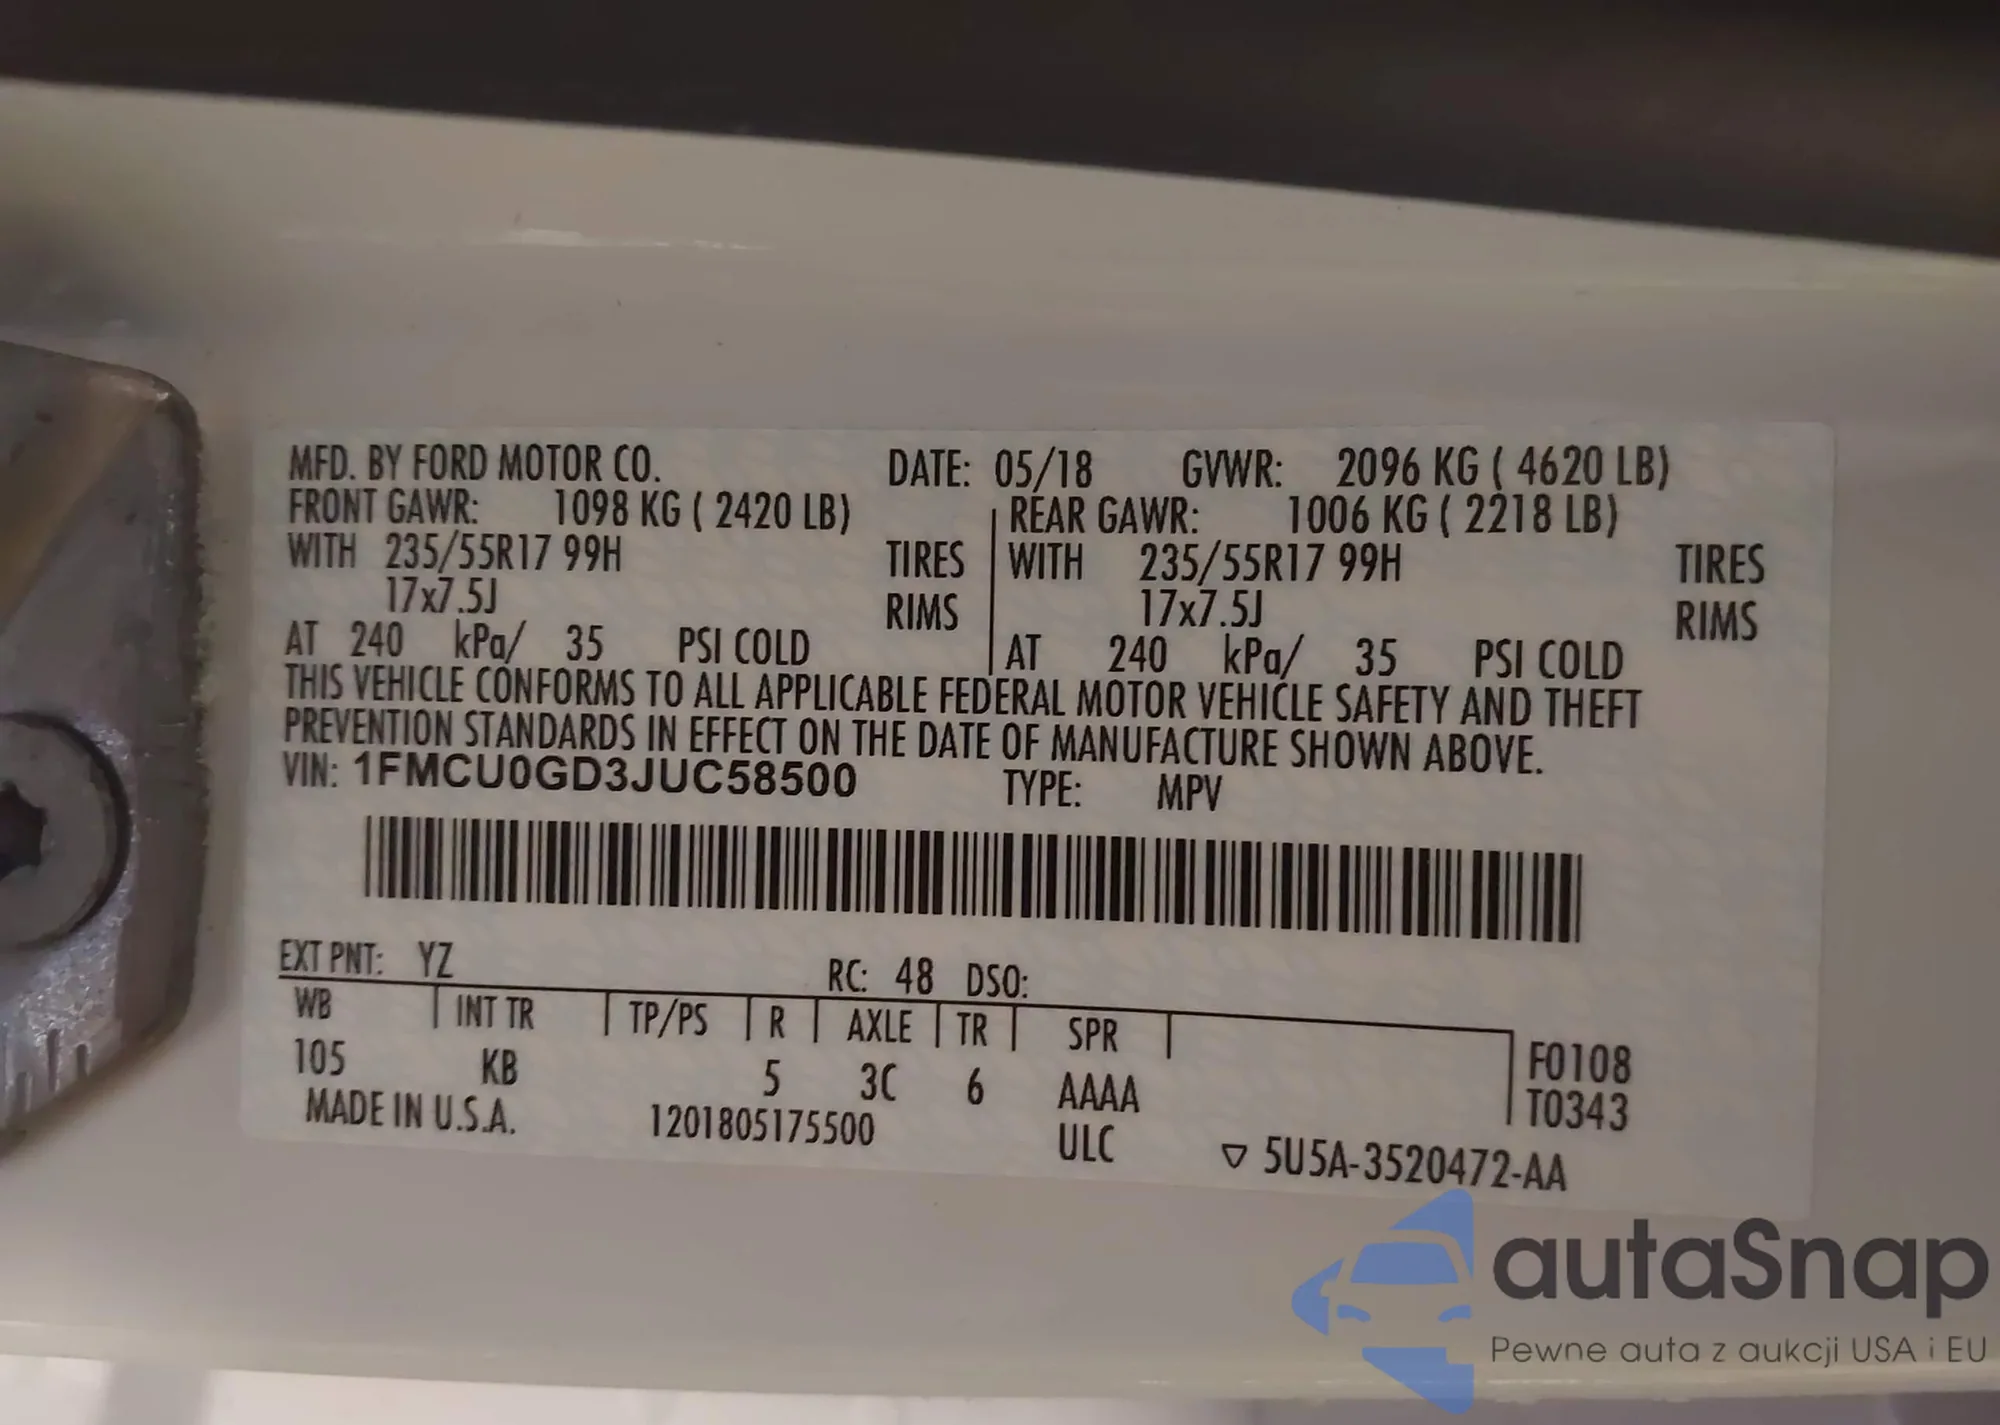 MFD. BY FORD MOTOR CO. DATE: 05/18 GVWR: 2096 KG ( 4620 LB)
FRONT GAWR: 1098 KG ( 2420 LB) REAR GAWR: 1006 KG ( 2218 LB)
WITH 235/55R17 99H TIRES WITH 235/55R17 99H TIRES
17x7.5J RIMS 17x7.5J RIMS
AT 240 kPa/ 35 PSI COLD AT 240 kPa/ 35 PSI COLD
THIS VEHICLE CONFORMS TO ALL APPLICABLE FEDERAL MOTOR VEHICLE SAFETY AND THEFT
PREVENTION STANDARDS IN EFFECT ON THE DATE OF MANUFACTURE SHOWN ABOVE.
VIN: 1FMCU0GD3JUC58500 TYPE: MPV
EXT PNT: YZ RC: 48 DSO:
WB INT TR TP/PS R AXLE TR SPR
105 KB 5 3C 6 AAAA F0108
T0343
MADE IN U.S.A. 1201805175500 ULC ▽ 5U5A-3520472-AA
autaSnap
Pewne auta z aukcji USA i EU